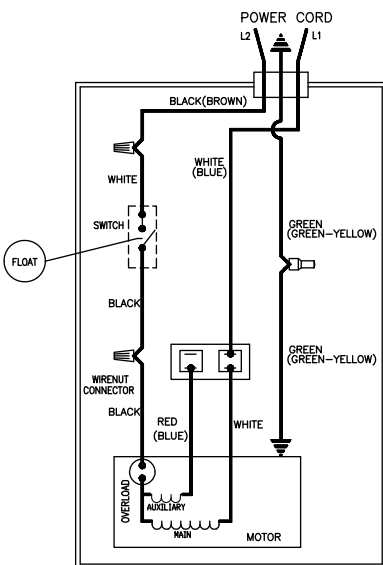 POWER CORD
L2
L1
BLACK(BROWN)
WHITE
(BLUE)
WHITE
SWITCH
FLOAT
GREEN
(GREEN-YELLOW)
BLACK
WIRENUT
CONNECTOR
GREEN
(GREEN-YELLOW)
BLACK
RED
(BLUE)
WHITE
OVERLOAD
AUXILIARY
MAIN
MOTOR